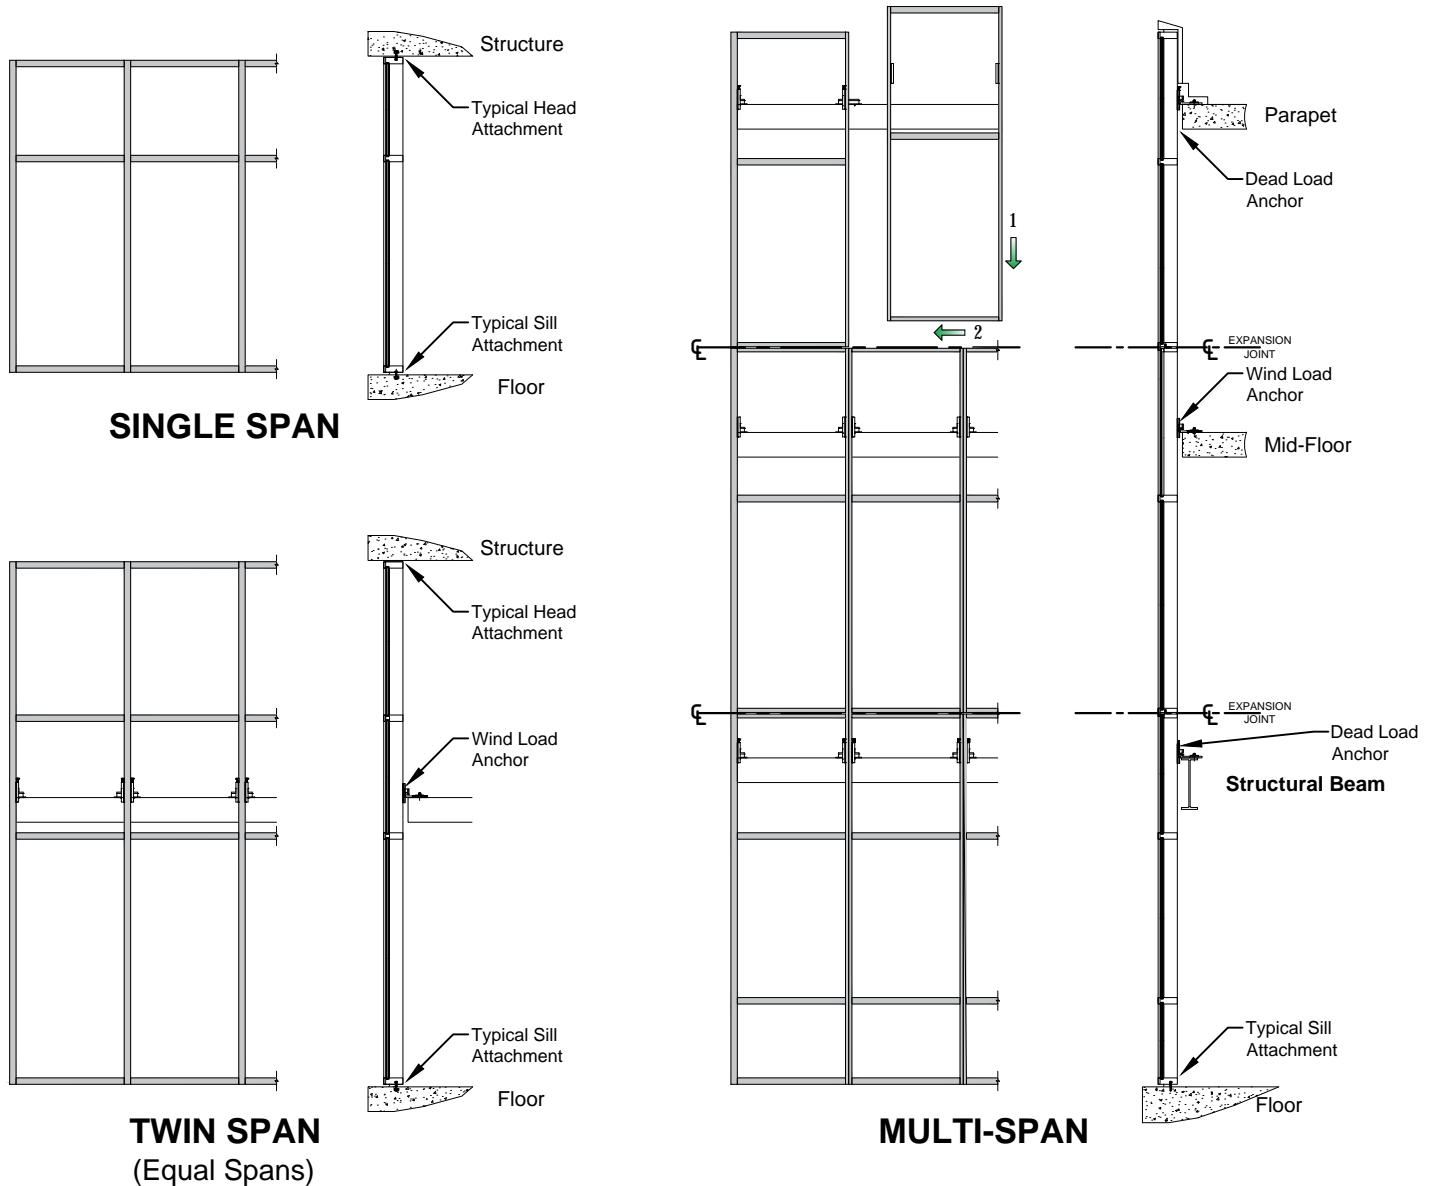 Structure
Typical Head
Attachment
Typical Sill
Attachment
Floor
SINGLE SPAN
Structure
Typical Head
Attachment
Wind Load
Anchor
Typical Sill
Attachment
Floor
TWIN SPAN
(Equal Spans)
1
2
Parapet
Dead Load
Anchor
℄
℄ EXPANSION
JOINT
Wind Load
Anchor
Mid-Floor
℄
℄ EXPANSION
JOINT
Dead Load
Anchor
Structural Beam
Typical Sill
Attachment
Floor
MULTI-SPAN